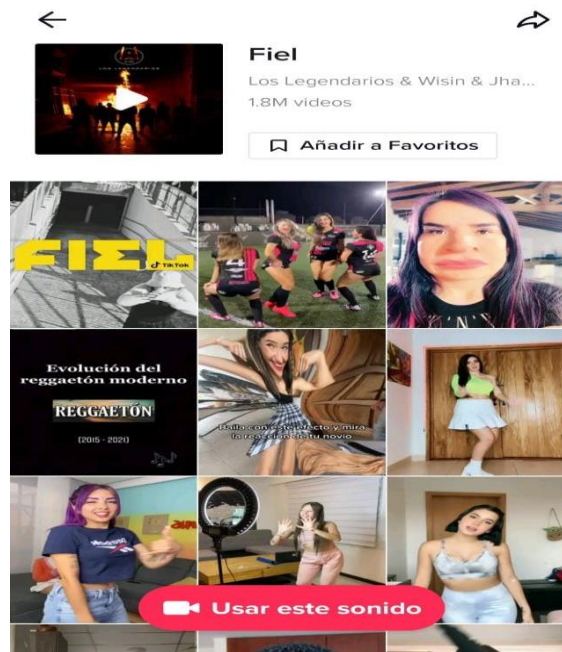 Fiel
Los Legendarios & Wisin & Jha...
1.8M videos
Añadir a Favoritos
FIEL
TikTok
Evolución del
reggaetón moderno
REGGAETÓN
(2015 - 2021)
Baila con este efecto y mira
la reacción de tu novio
Usar este sonido